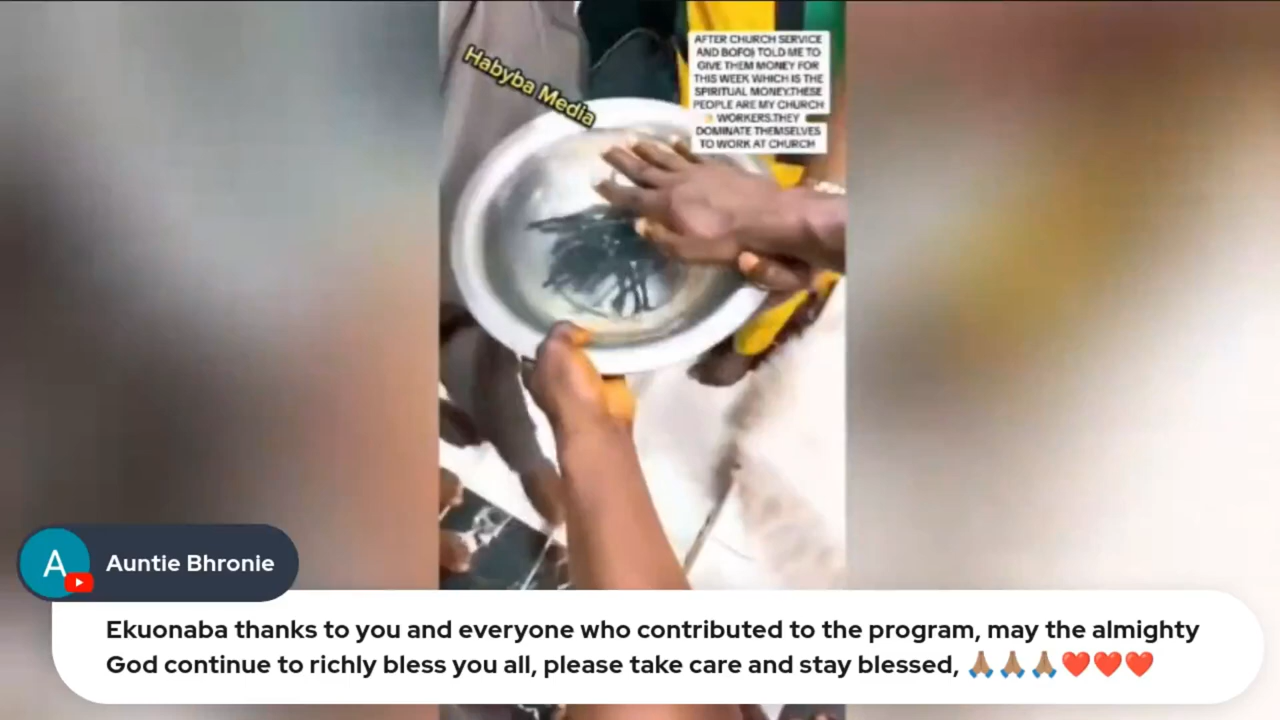 Habyba Media
AFTER CHURCH SERVICE
AND BOFO) TOLD ME TO
GIVE THEM MONEY FOR
THIS WEEK WHICH IS THE
SPIRITUAL MONEY.THESE
PEOPLE ARE MY CHURCH
WORKERS.THEY
DOMINATE THEMSELVES
TO WORK AT CHURCH
A
Auntie Bhronie
Ekuonaba thanks to you and everyone who contributed to the program, may the almighty
God continue to richly bless you all, please take care and stay blessed, 🙏🏽🙏🏽🙏🏽❤️❤️❤️